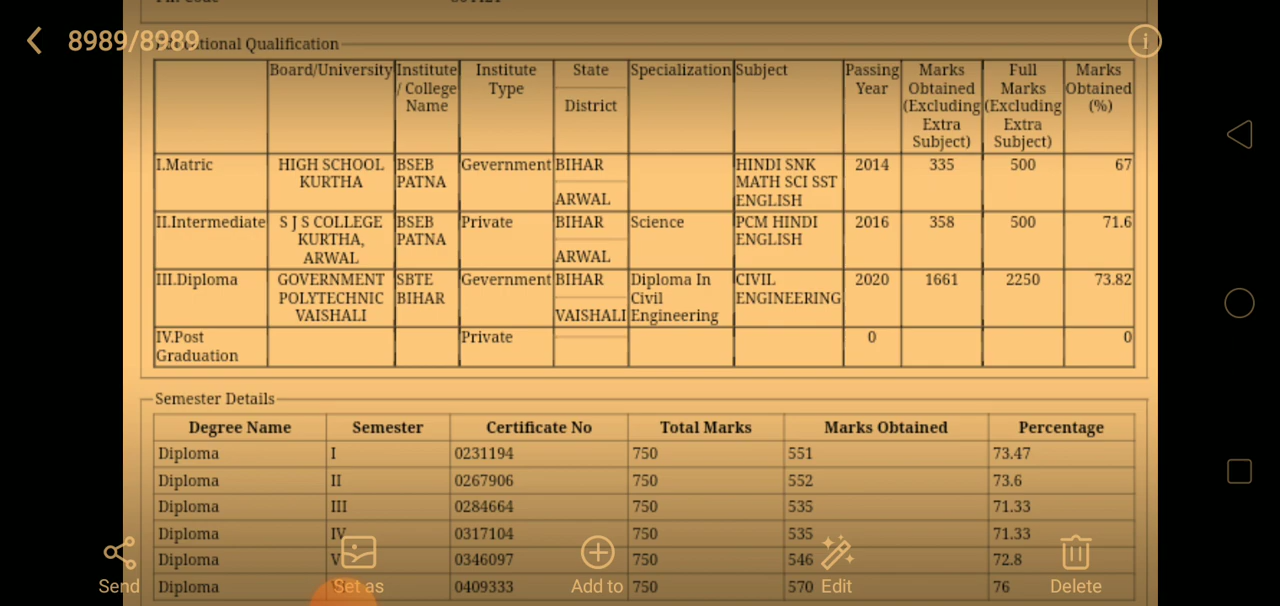 8989/8989
ional Qualification
Board/University Institute / College Name Institute Type State District Specialization Subject Passing Year Marks Obtained (Excluding Extra Subject) Full Marks (Excluding Extra Subject) Marks Obtained (%)
I.Matric HIGH SCHOOL KURTHA BSEB PATNA Gevernment BIHAR ARWAL HINDI SNK MATH SCI SST ENGLISH 2014 335 500 67
II.Intermediate S J S COLLEGE KURTHA, ARWAL BSEB PATNA Private BIHAR ARWAL Science PCM HINDI ENGLISH 2016 358 500 71.6
III.Diploma GOVERNMENT POLYTECHNIC VAISHALI SBTE BIHAR Gevernment BIHAR VAISHALI Diploma In Civil Engineering CIVIL ENGINEERING 2020 1661 2250 73.82
IV.Post Graduation Private 0 0
Semester Details
Degree Name Semester Certificate No Total Marks Marks Obtained Percentage
Diploma I 0231194 750 551 73.47
Diploma II 0267906 750 552 73.6
Diploma III 0284664 750 535 71.33
Diploma IV 0317104 750 535 71.33
Diploma V 0346097 750 546 72.8
Diploma 0409333 750 570 76
Send Set as Add to Edit Delete